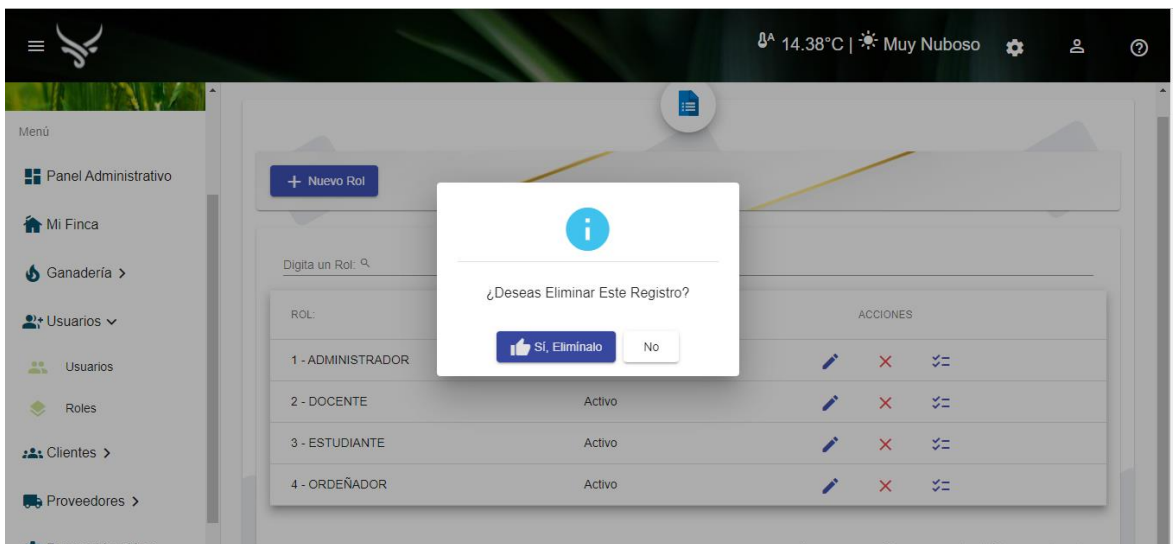 A 14.38°C | Muy Nuboso
Menú
Panel Administrativo
Mi Finca
Ganadería >
Usuarios
Usuarios
Roles
Clientes >
Proveedores >
+ Nuevo Rol
Digita un Rol:
ROL:
ACCIONES
1 - ADMINISTRADOR
2 - DOCENTE Activo
3 - ESTUDIANTE Activo
4 - ORDEÑADOR Activo
¿Deseas Eliminar Este Registro?
Sí, Elimínalo
No